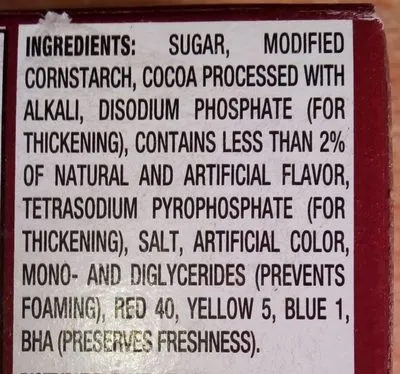 INGREDIENTS: SUGAR, MODIFIED
CORNSTARCH, COCOA PROCESSED WITH
ALKALI, DISODIUM PHOSPHATE (FOR
THICKENING), CONTAINS LESS THAN 2%
OF NATURAL AND ARTIFICIAL FLAVOR,
TETRASODIUM PYROPHOSPHATE (FOR
THICKENING), SALT, ARTIFICIAL COLOR,
MONO- AND DIGLYCERIDES (PREVENTS
FOAMING), RED 40, YELLOW 5, BLUE 1,
BHA (PRESERVES FRESHNESS).